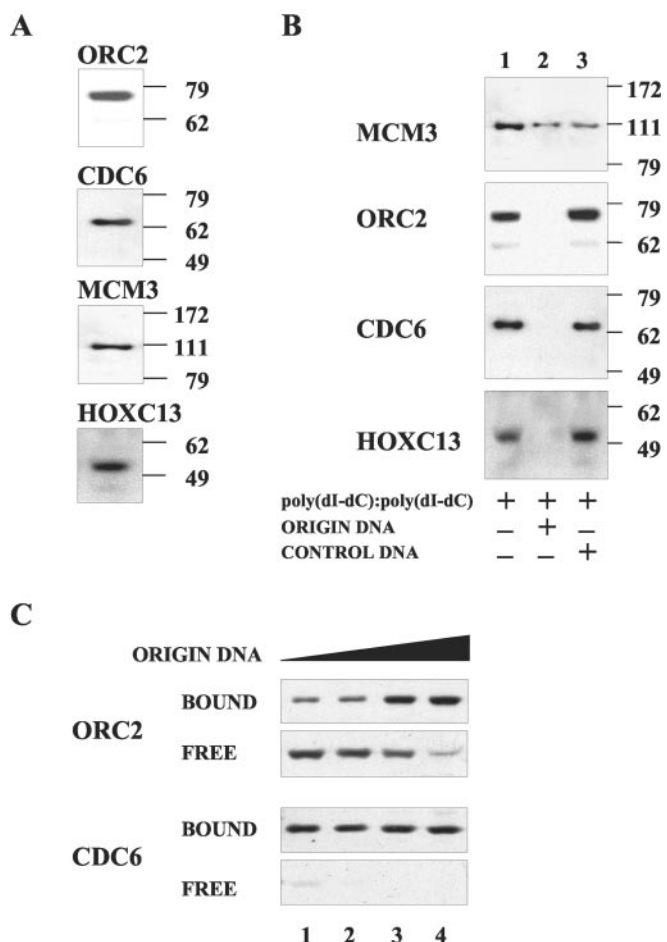 A
ORC2
79
62
CDC6
79
62
49
MCM3
172
111
79
HOXC13
62
49
B
1 2 3
MCM3
172
111
79
ORC2
79
62
CDC6
79
62
49
HOXC13
62
49
poly(dI-dC):poly(dI-dC) + + +
ORIGIN DNA − + −
CONTROL DNA − − +
C
ORIGIN DNA
ORC2
BOUND
FREE
CDC6
BOUND
FREE
1 2 3 4